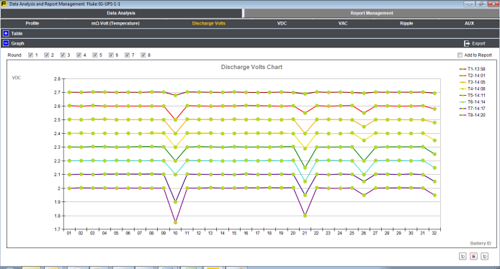 Data Analysis and Report Management Fluke-91-UPS-1-1
Data Analysis Report Management
Profile mΩ.Volt (Temperature) Discharge Volts VDC VAC Ripple AUX
Table
Graph Export
Round 1 2 3 4 5 6 7 8 Add to Report
Discharge Volts Chart
VDC
2.8
2.7
2.6
2.5
2.4
2.3
2.2
2.1
2
1.9
1.8
1.7
01 02 03 04 05 06 07 08 09 10 11 12 13 14 15 16 17 18 19 20 21 22 23 24 25 26 27 28 29 30 31 32
Battery ID
T1-13:58
T2-14:01
T3-14:05
T4-14:08
T5-14:11
T6-14:14
T7-14:17
T8-14:20